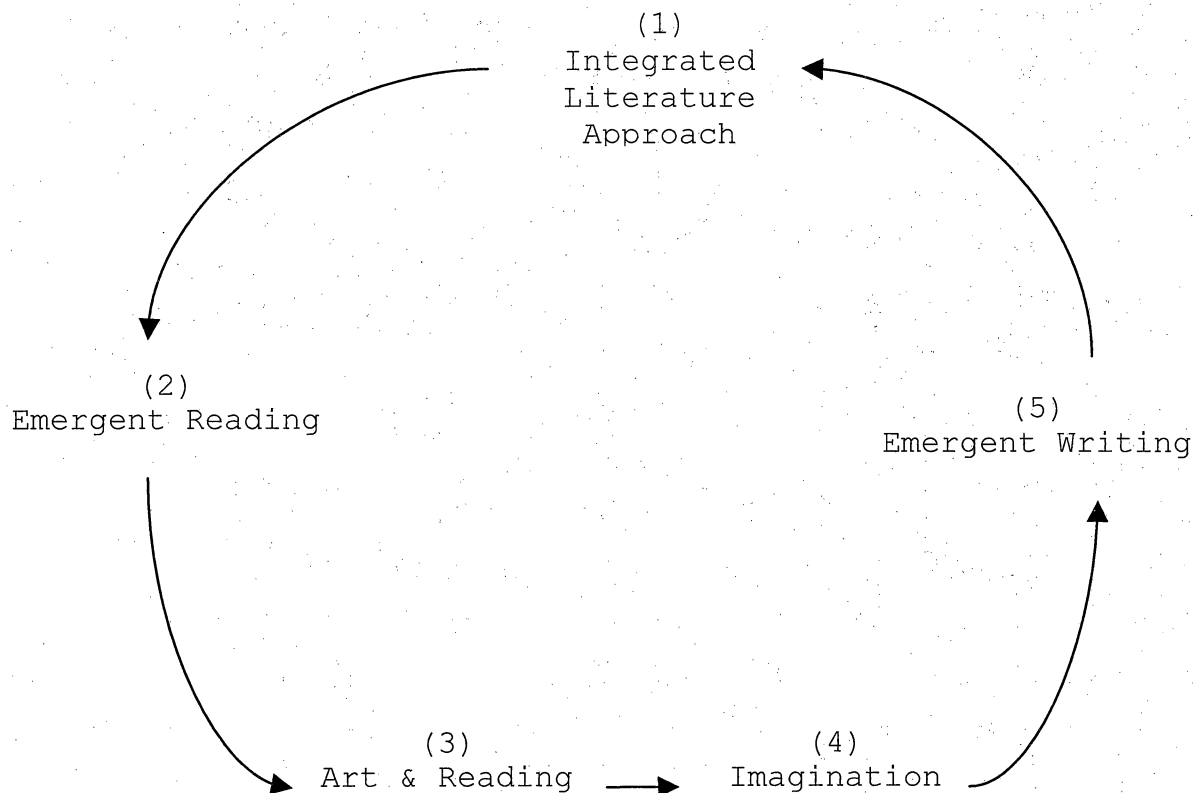 (1)
Integrated
Literature
Approach
(2)
Emergent Reading
(5)
Emergent Writing
(3)
Art & Reading
(4)
Imagination